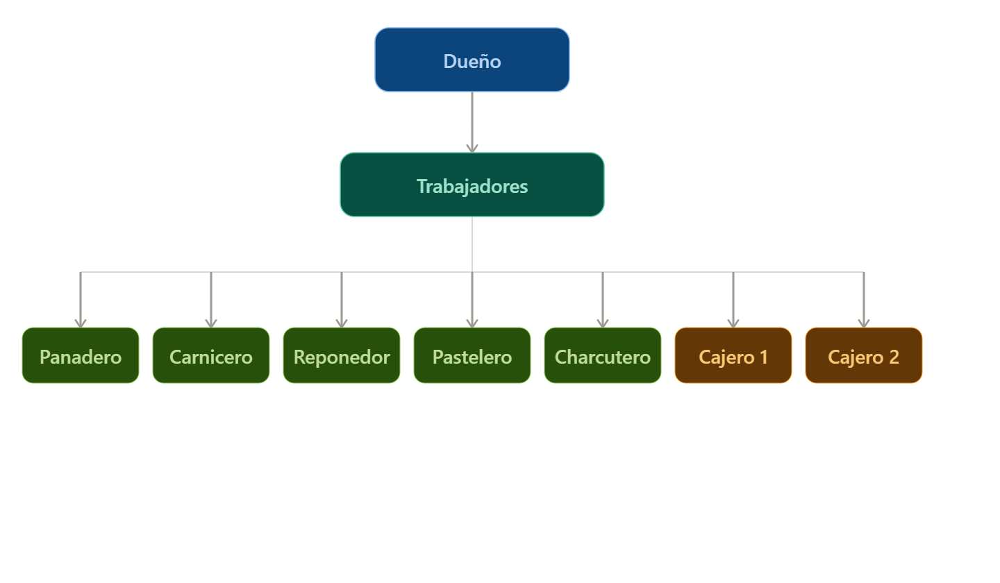 Dueño
Trabajadores
Panadero
Carnicero
Reponedor
Pastelero
Charcutero
Cajero 1
Cajero 2